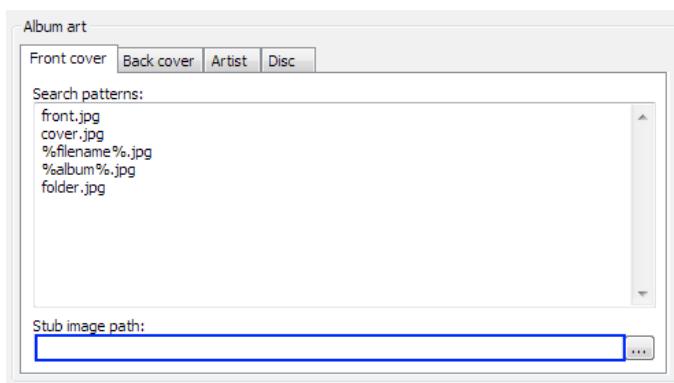 Album art
Front cover Back cover Artist Disc
Search patterns:
front.jpg
cover.jpg
%filename%.jpg
%album%.jpg
folder.jpg
Stub image path:
...